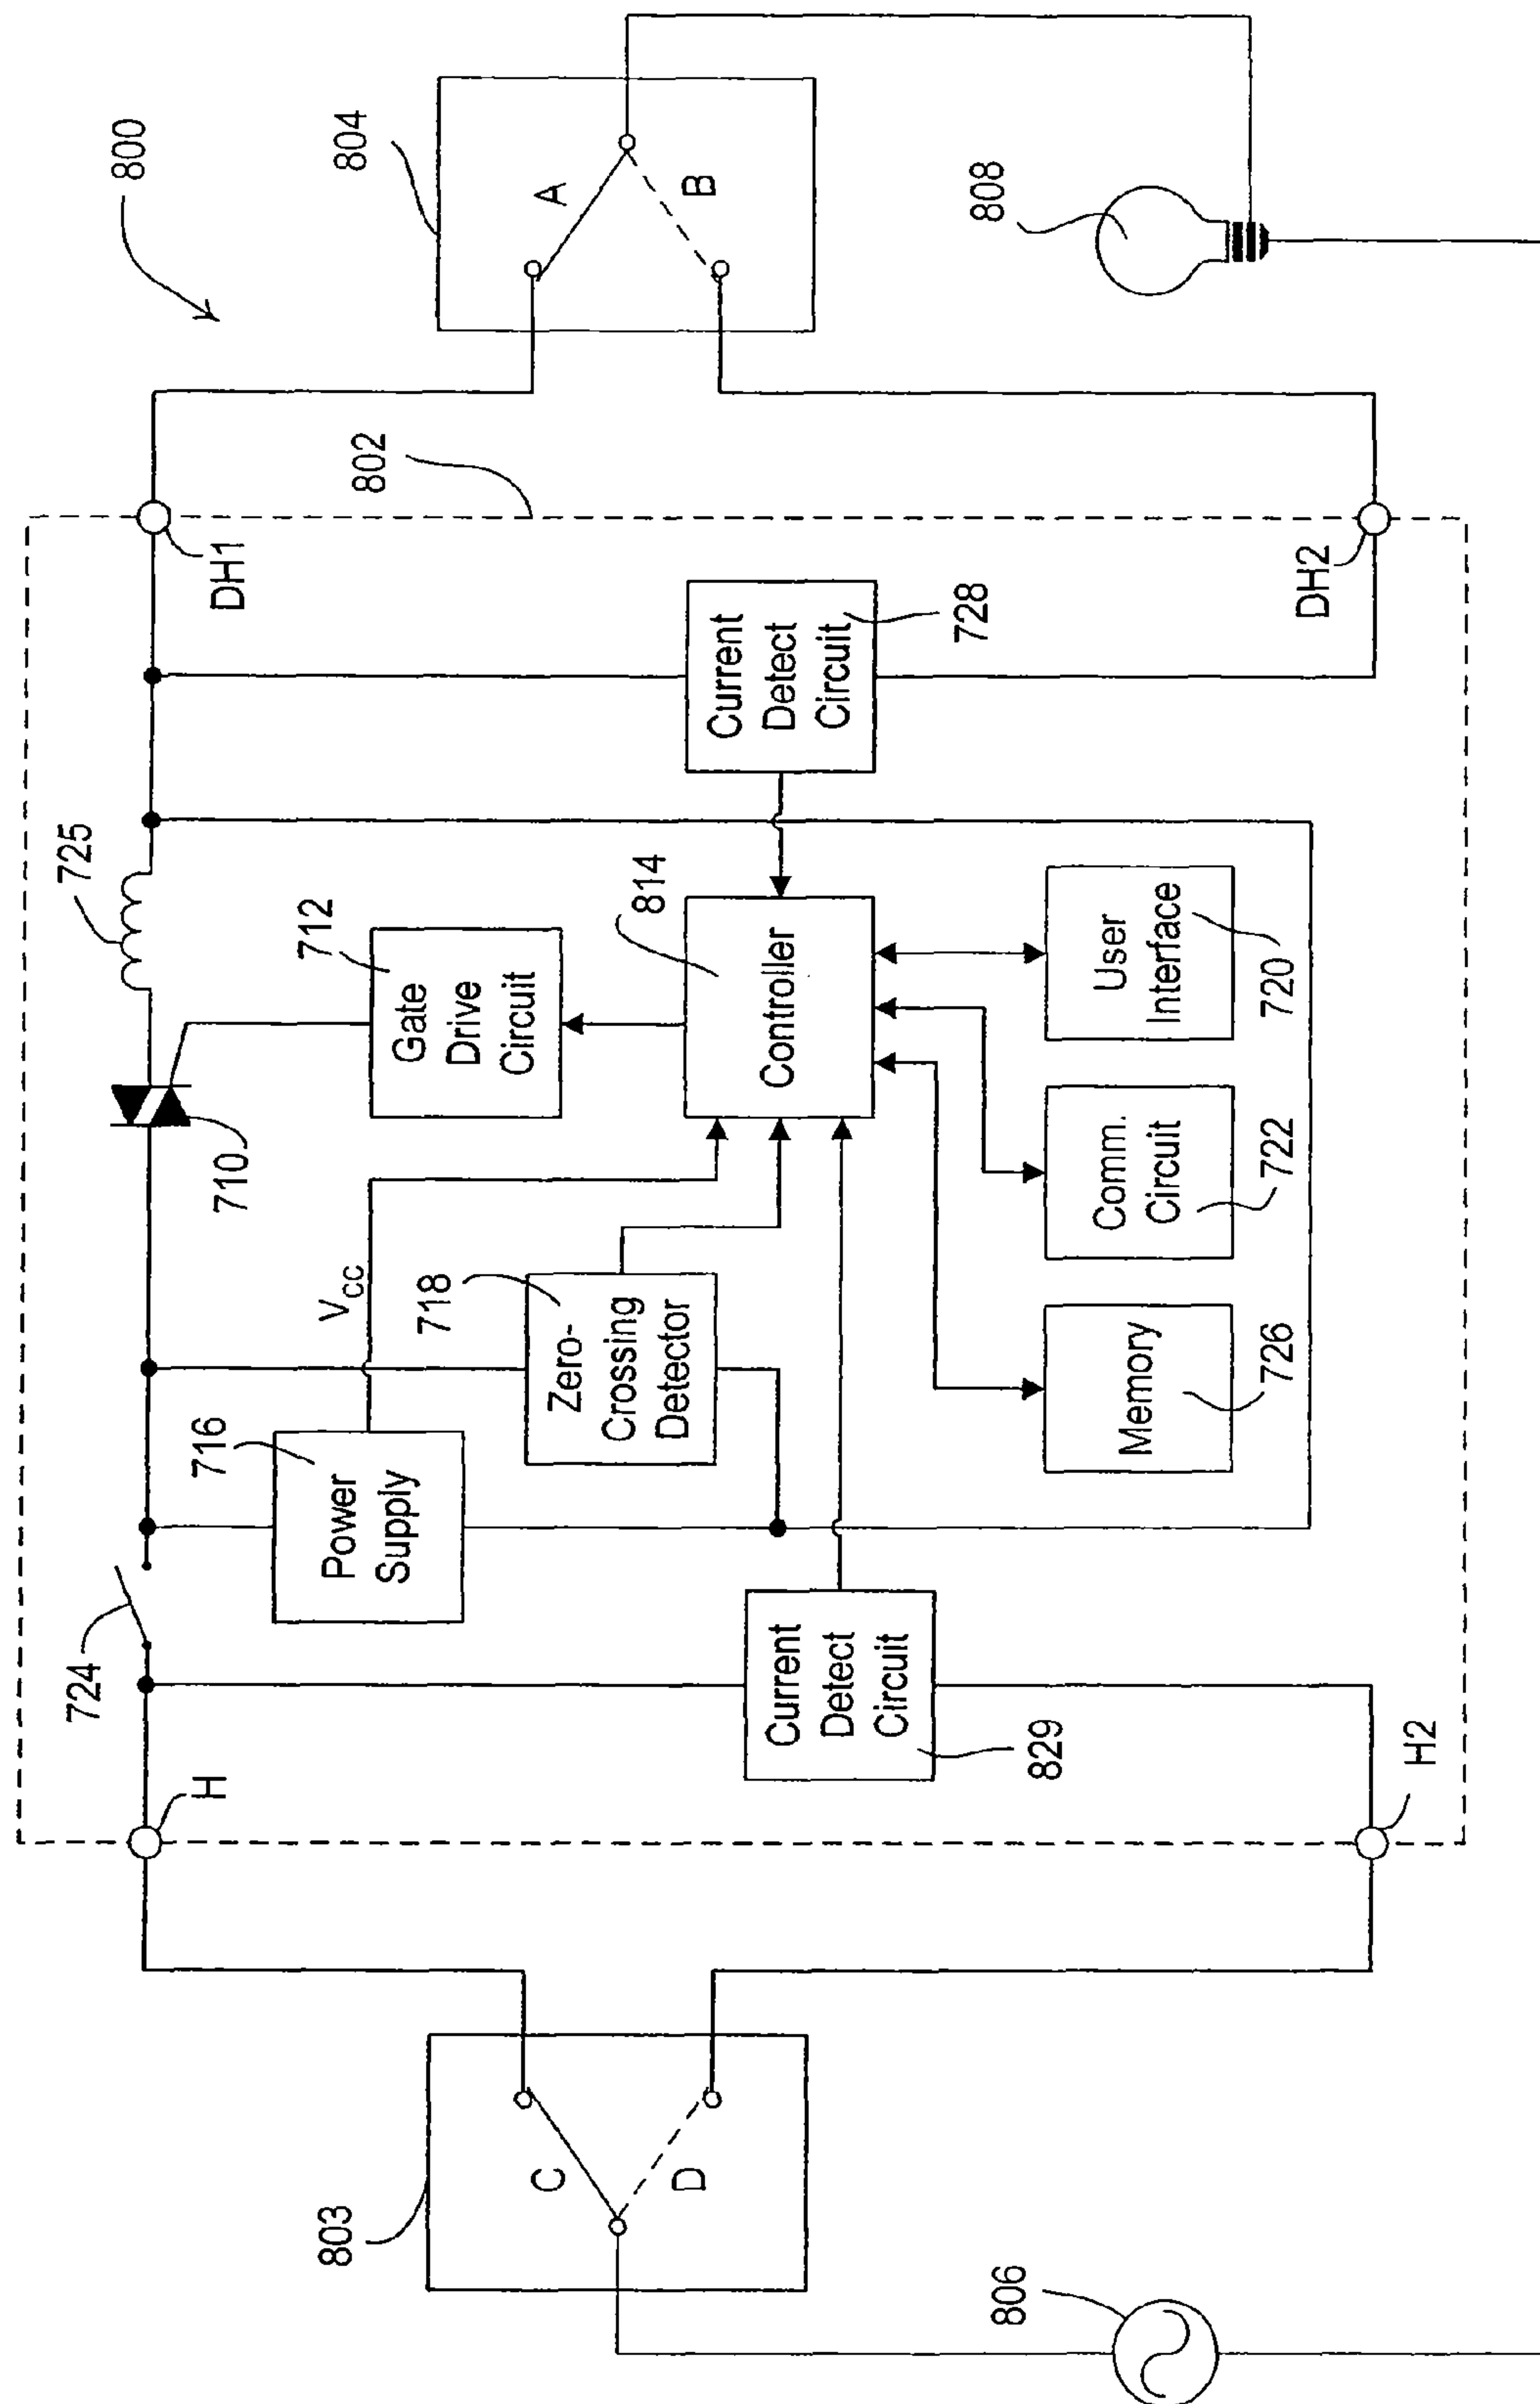 800
804
A
B
808
802
DH1
DH2
Current
Detect
Circuit
728
725
712
Gate
Drive
Circuit
814
Controller
User
Interface
720
710
VCC
718
Zero-
Crossing
Detector
Comm.
Circuit
722
716
Power
Supply
Memory
726
724
Current
Detect
Circuit
829
H
H2
803
C
D
806